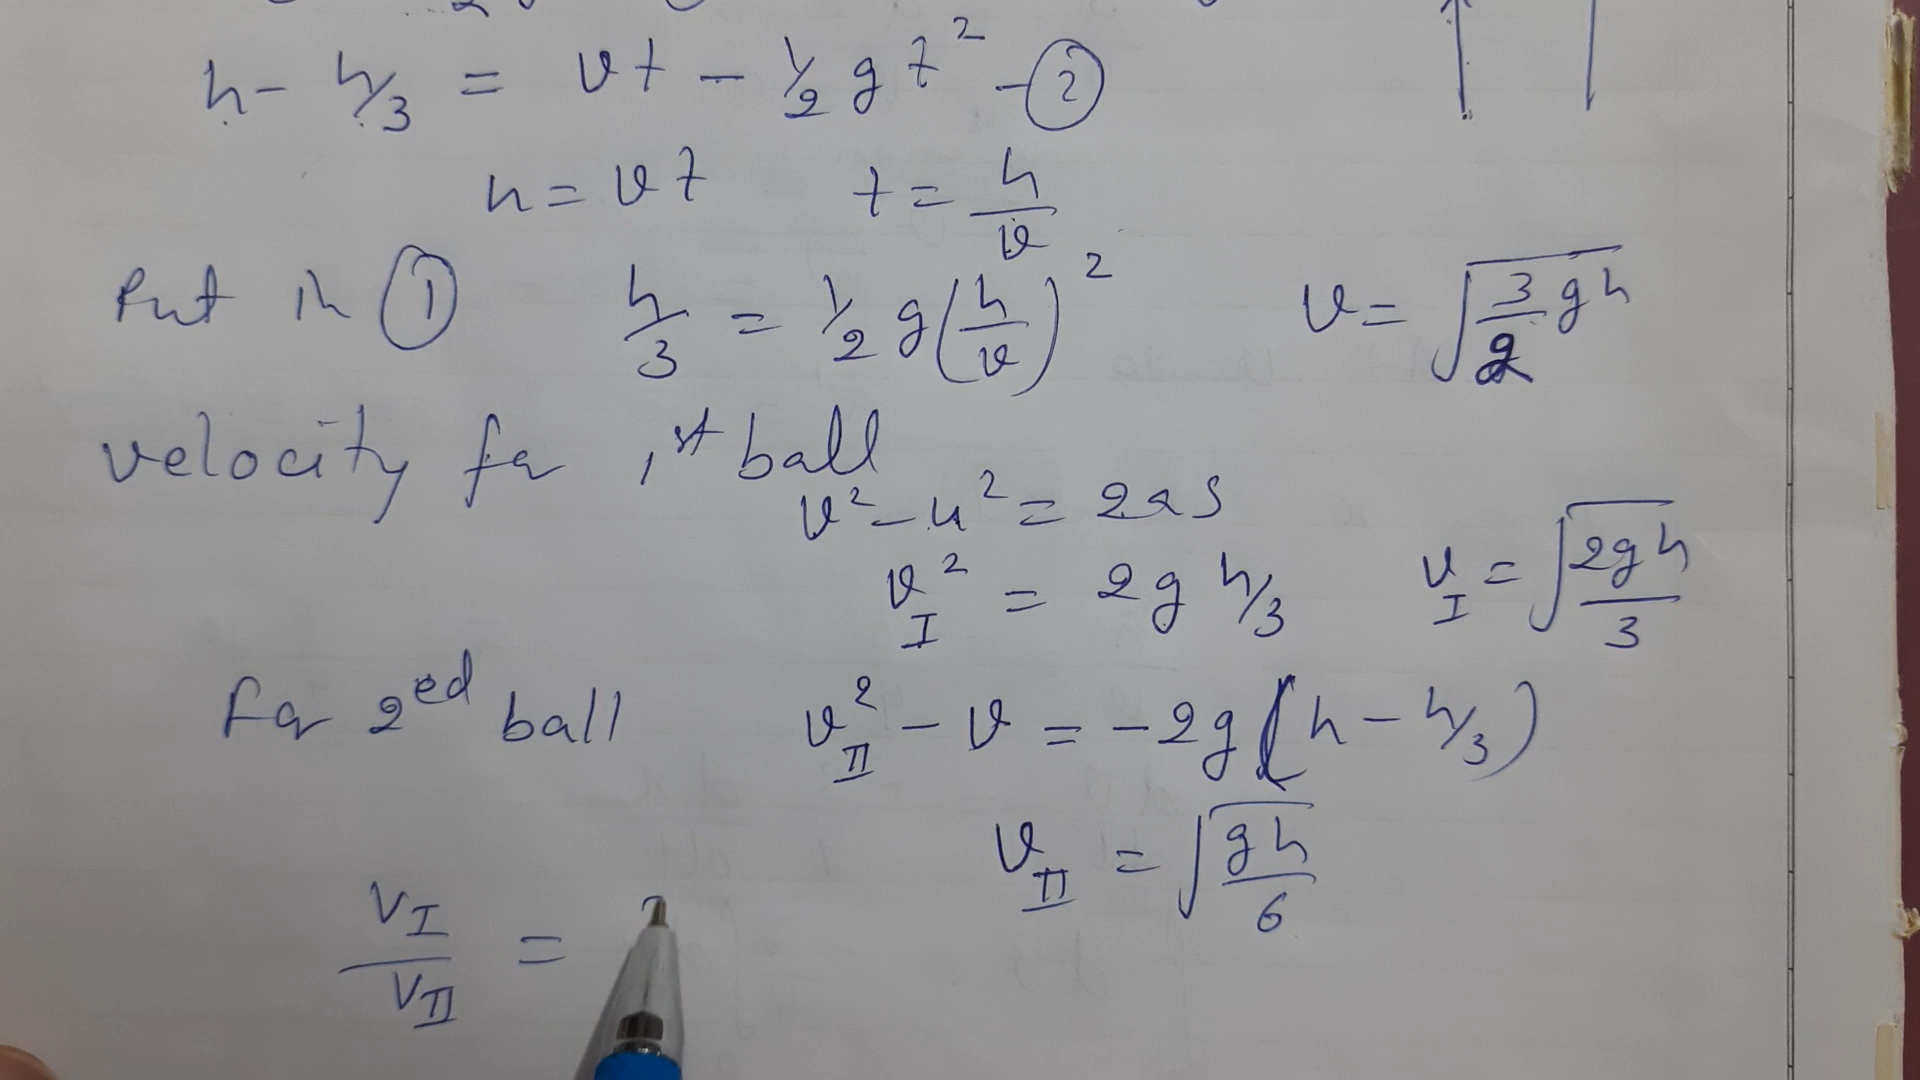 h - h/3 = vt - 1/2 g t² - ②
h = vt t = h/v
Put in ① h/3 = 1/2 g (h/v)² v = √(3/2 gh)
velocity for 1st ball
v² - u² = 2as
v_I² = 2g h/3 v_I = √(2gh/3)
For 2ed ball v_II² - v = -2g(h - h/3)
v_II = √(gh/6)
V_I/V_II =